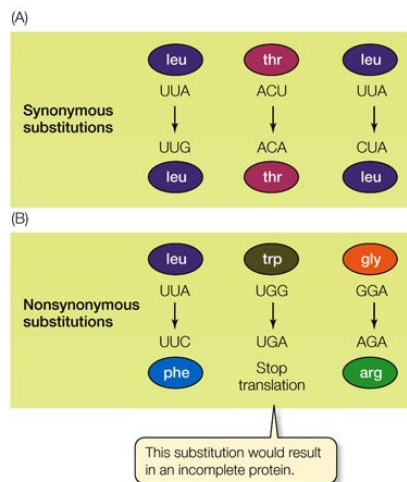 (A)
leu thr leu
UUA ACU UUA
Synonymous
substitutions
UUG ACA CUA
leu thr leu
(B)
leu trp gly
UUA UGG GGA
Nonsynonymous
substitutions
UUC UGA AGA
phe Stop arg
translation
This substitution would result
in an incomplete protein.